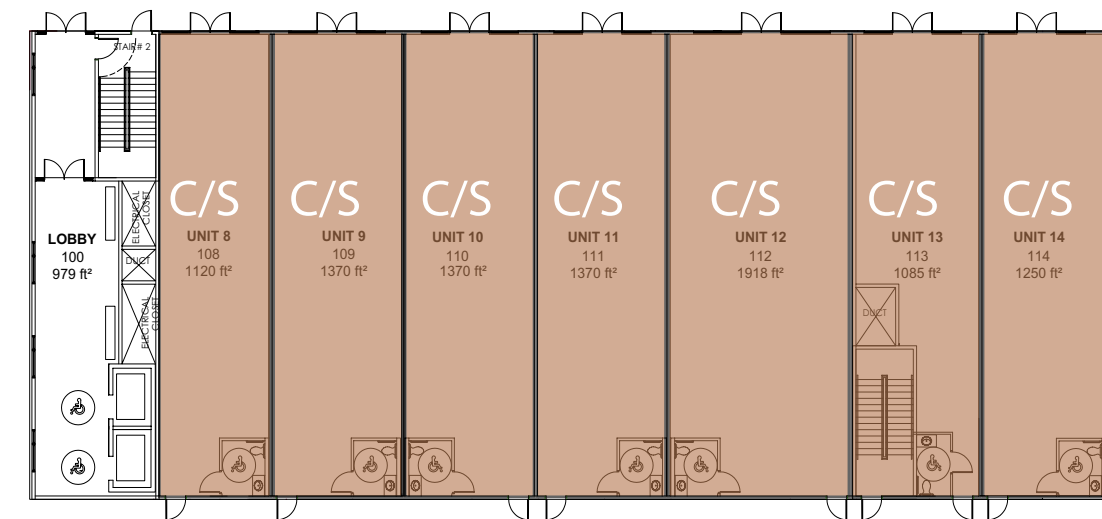 STAIR# 2
C/S
C/S
C/S
C/S
C/S
C/S
C/S
LOBBY
100
979 ft²
ELECTRICAL
CLOSET
DUCT
ELECTRICAL
CLOSET
UNIT 8
108
1120 ft²
UNIT 9
109
1370 ft²
UNIT 10
110
1370 ft²
UNIT 11
111
1370 ft²
UNIT 12
112
1918 ft²
UNIT 13
113
1085 ft²
DUCT
UNIT 14
114
1250 ft²